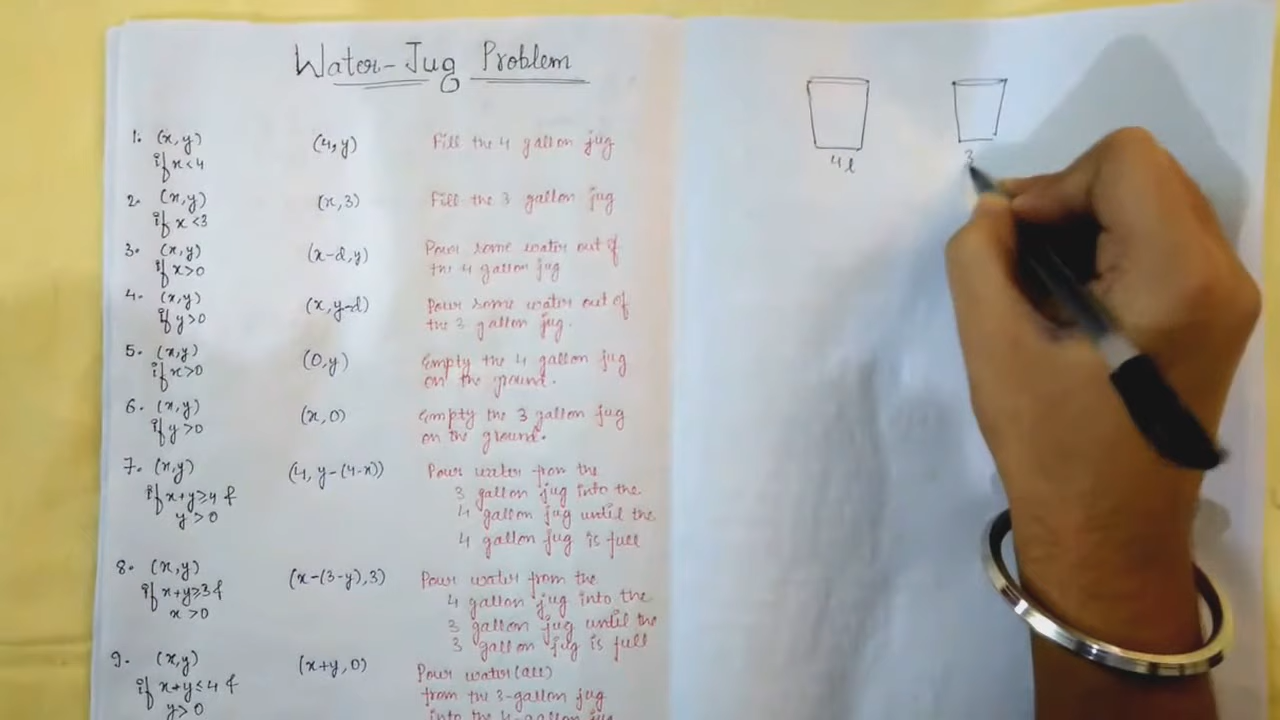 Water-Jug Problem
1. (x,y) (4,y) Fill the 4 gallon jug
if x<4
2. (x,y) (x,3) Fill the 3 gallon jug
if x<3
3. (x,y) (x-d,y) Pour some water out of
if x>0 the 4 gallon jug
4. (x,y) (x,y-d) Pour some water out of
if y>0 the 3 gallon jug.
5. (x,y) (0,y) Empty the 4 gallon jug
if x>0 on the ground.
6. (x,y) (x,0) Empty the 3 gallon jug
if y>0 on the ground.
7. (x,y) (4, y-(4-x)) Pour water from the
if x+y≥4 & 3 gallon jug into the
y>0 4 gallon jug until the
4 gallon jug is full
8. (x,y) (x-(3-y),3) Pour water from the
if x+y≥3 & 4 gallon jug into the
x>0 3 gallon jug until the
3 gallon jug is full
9. (x,y) (x+y,0) Pour water (all)
if x+y≤4 & from the 3-gallon jug
y>0 into the 4-gallon jug
4l
3